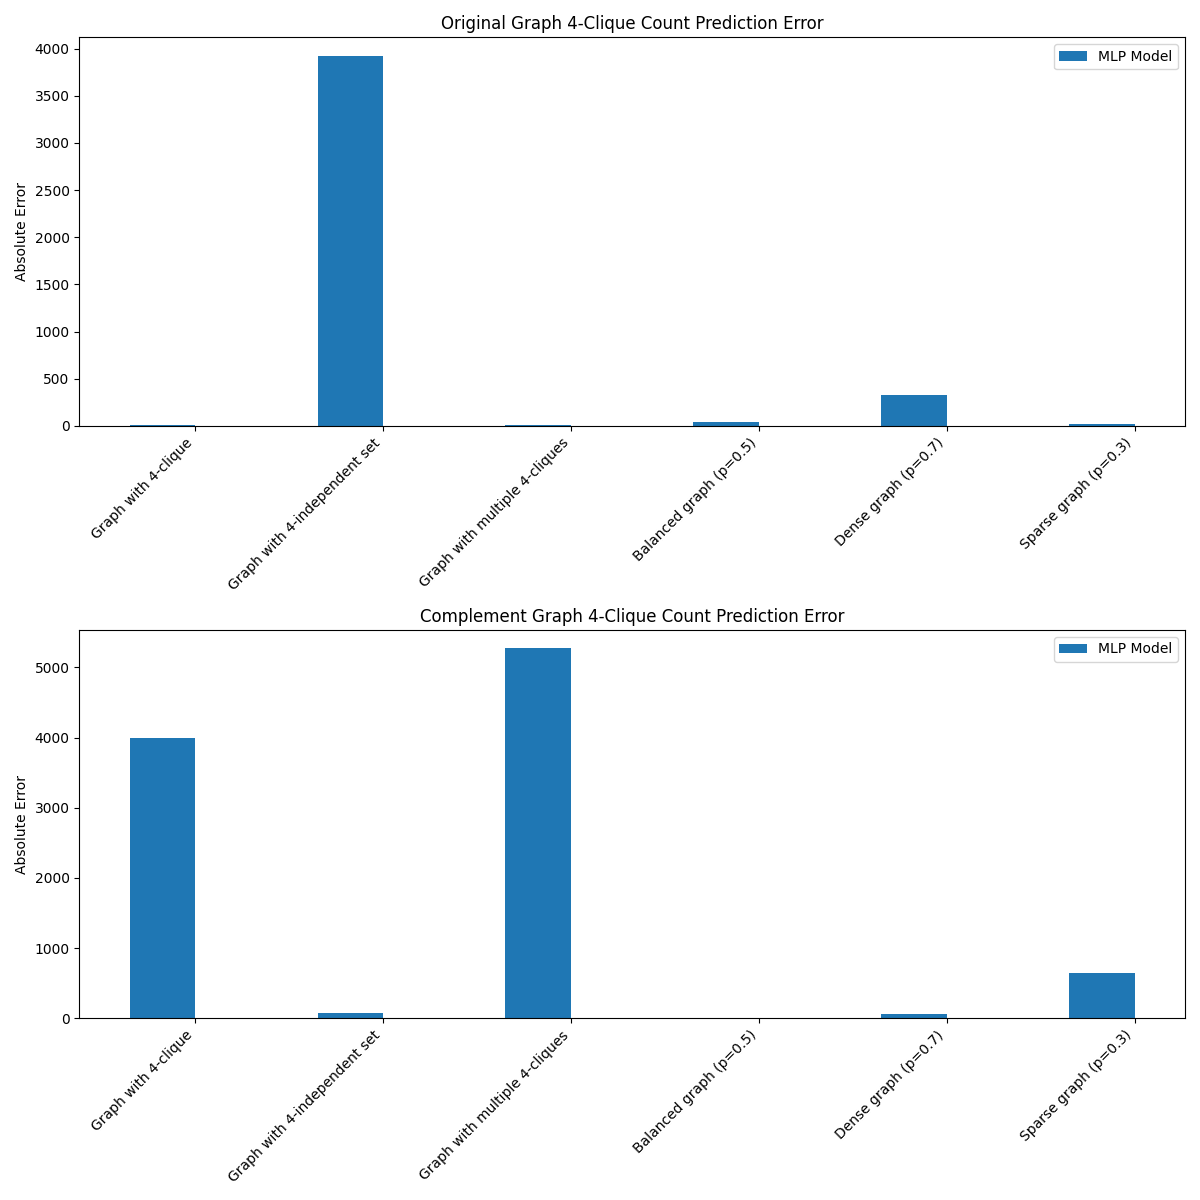 Original Graph 4-Clique Count Prediction Error
MLP Model
Absolute Error
4000
3500
3000
2500
2000
1500
1000
500
0
Graph with 4-clique
Graph with 4-independent set
Graph with multiple 4-cliques
Balanced graph (p=0.5)
Dense graph (p=0.7)
Sparse graph (p=0.3)
Complement Graph 4-Clique Count Prediction Error
MLP Model
Absolute Error
5000
4000
3000
2000
1000
0
Graph with 4-clique
Graph with 4-independent set
Graph with multiple 4-cliques
Balanced graph (p=0.5)
Dense graph (p=0.7)
Sparse graph (p=0.3)